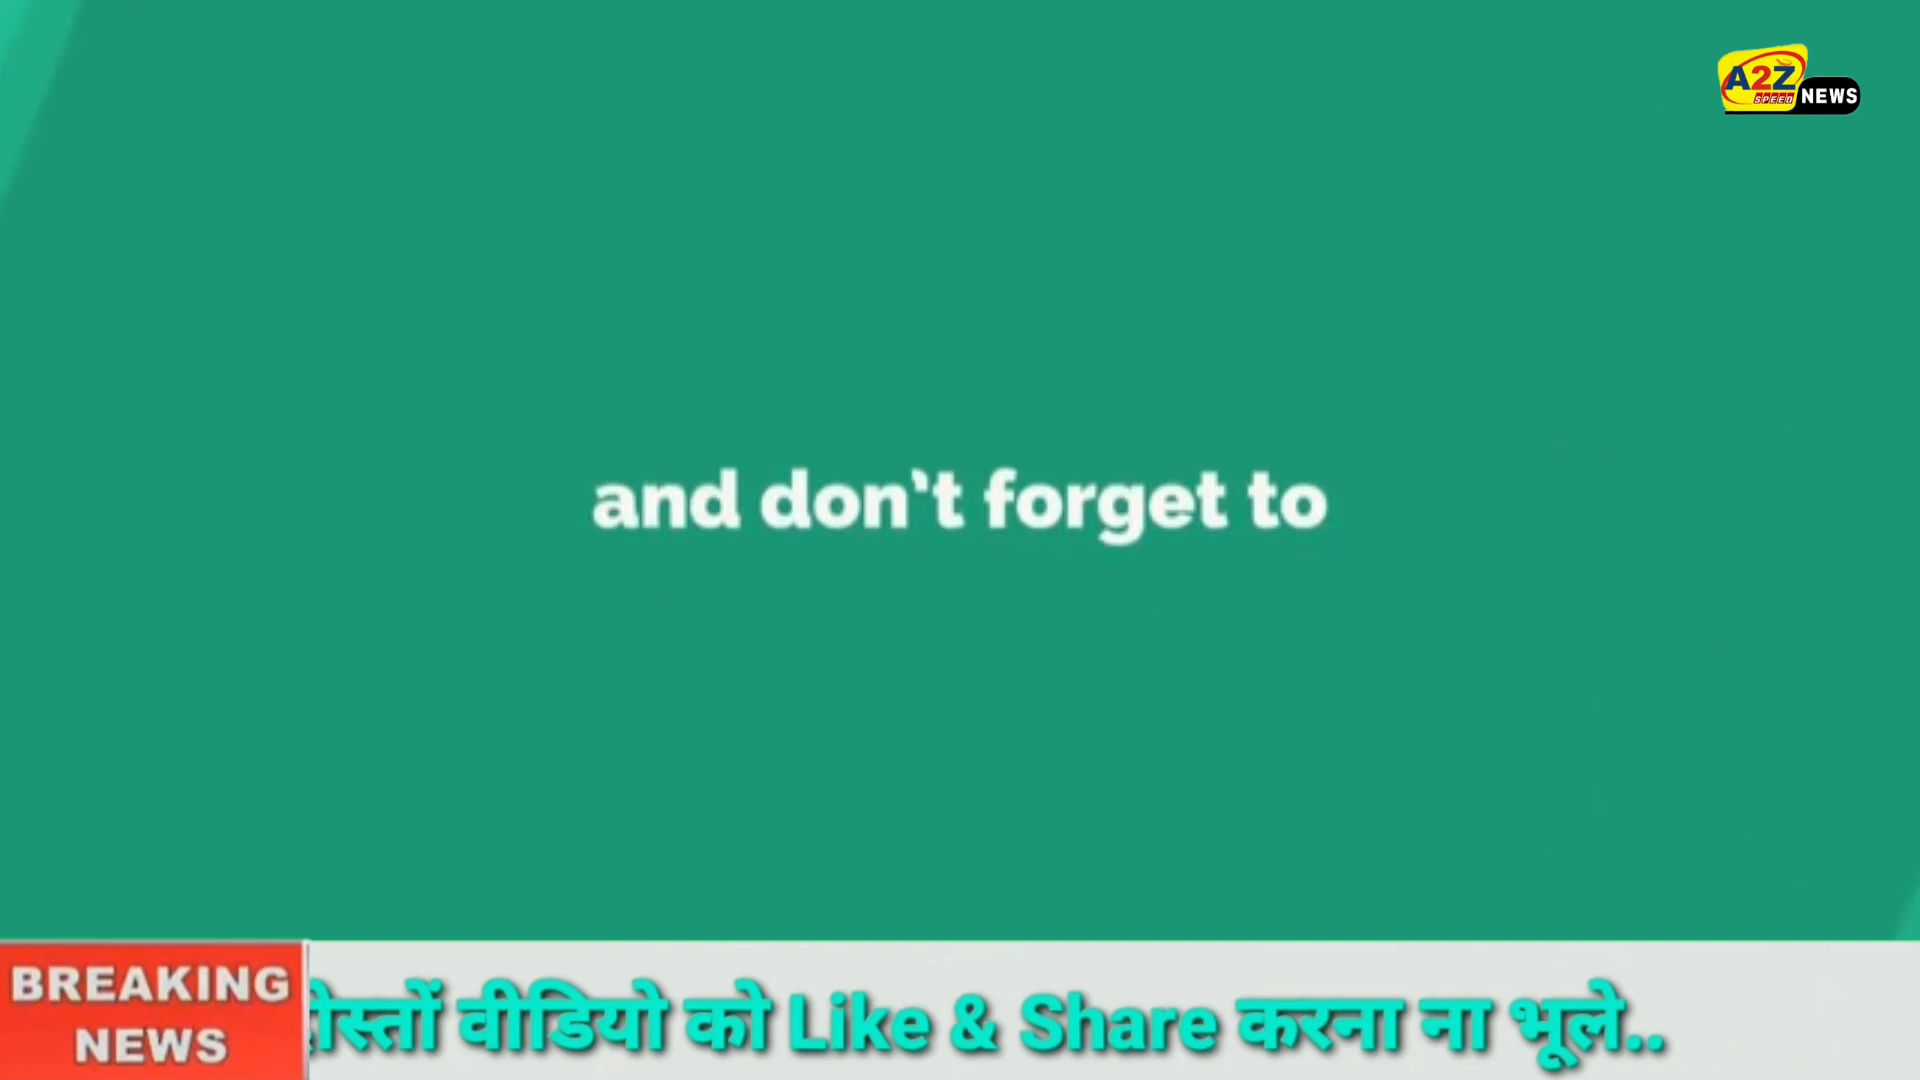 A2Z
SPEED
NEWS
and don't forget to
BREAKING
NEWS
वीडियो को Like & Share करना ना भूले..